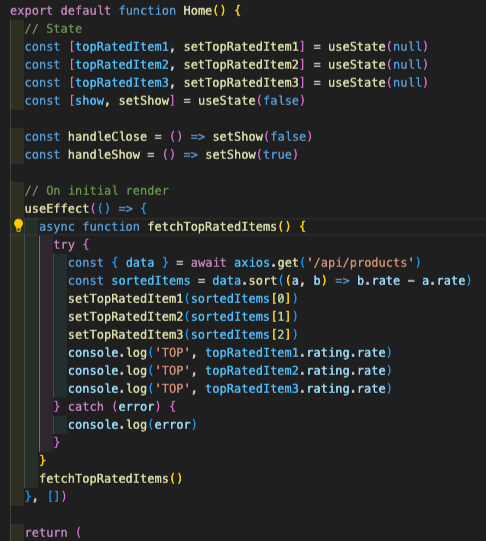 export default function Home() {
  // State
  const [topRatedItem1, setTopRatedItem1] = useState(null)
  const [topRatedItem2, setTopRatedItem2] = useState(null)
  const [topRatedItem3, setTopRatedItem3] = useState(null)
  const [show, setShow] = useState(false)

  const handleClose = () => setShow(false)
  const handleShow = () => setShow(true)

  // On initial render
  useEffect(() => {
    async function fetchTopRatedItems() {
      try {
        const { data } = await axios.get('/api/products')
        const sortedItems = data.sort((a, b) => b.rate - a.rate)
        setTopRatedItem1(sortedItems[0])
        setTopRatedItem2(sortedItems[1])
        setTopRatedItem3(sortedItems[2])
        console.log('TOP', topRatedItem1.rating.rate)
        console.log('TOP', topRatedItem2.rating.rate)
        console.log('TOP', topRatedItem3.rating.rate)
      } catch (error) {
        console.log(error)
      }
    }
    fetchTopRatedItems()
  }, [])

  return (